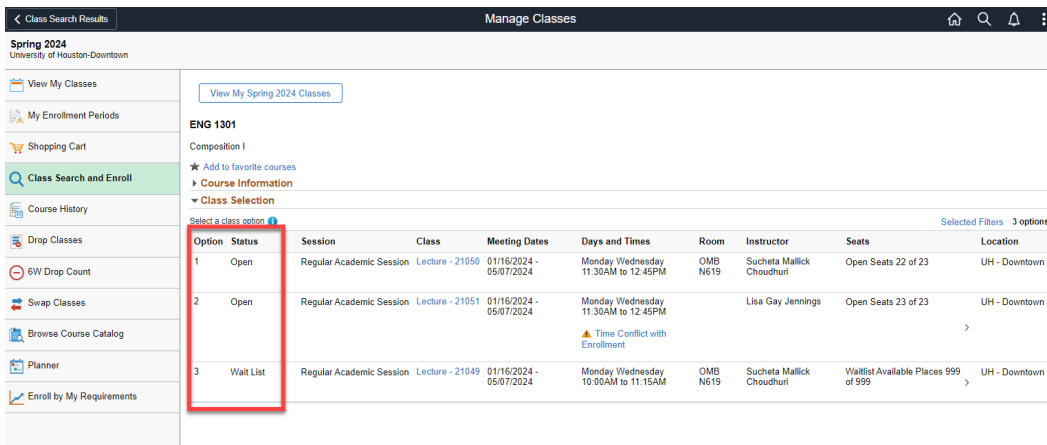 Class Search Results
Manage Classes
Spring 2024
University of Houston-Downtown
View My Classes
My Enrollment Periods
Shopping Cart
Class Search and Enroll
Course History
Drop Classes
6W Drop Count
Swap Classes
Browse Course Catalog
Planner
Enroll by My Requirements
View My Spring 2024 Classes
ENG 1301
Composition I
Add to favorite courses
Course Information
Class Selection
Select a class option
Selected Filters 3 options
Option Status Session Class Meeting Dates Days and Times Room Instructor Seats Location
1 Open Regular Academic Session Lecture - 21050 01/16/2024 - Monday Wednesday OMB Sucheta Mallick Open Seats 22 of 23 UH - Downtown
05/07/2024 11:30AM to 12:45PM N619 Choudhuri
2 Open Regular Academic Session Lecture - 21051 01/16/2024 - Monday Wednesday Lisa Gay Jennings Open Seats 23 of 23 UH - Downtown
05/07/2024 11:30AM to 12:45PM
Time Conflict with
Enrollment
3 Wait List Regular Academic Session Lecture - 21049 01/16/2024 - Monday Wednesday OMB Sucheta Mallick Waitlist Available Places 999 UH - Downtown
05/07/2024 10:00AM to 11:15AM N619 Choudhuri of 999